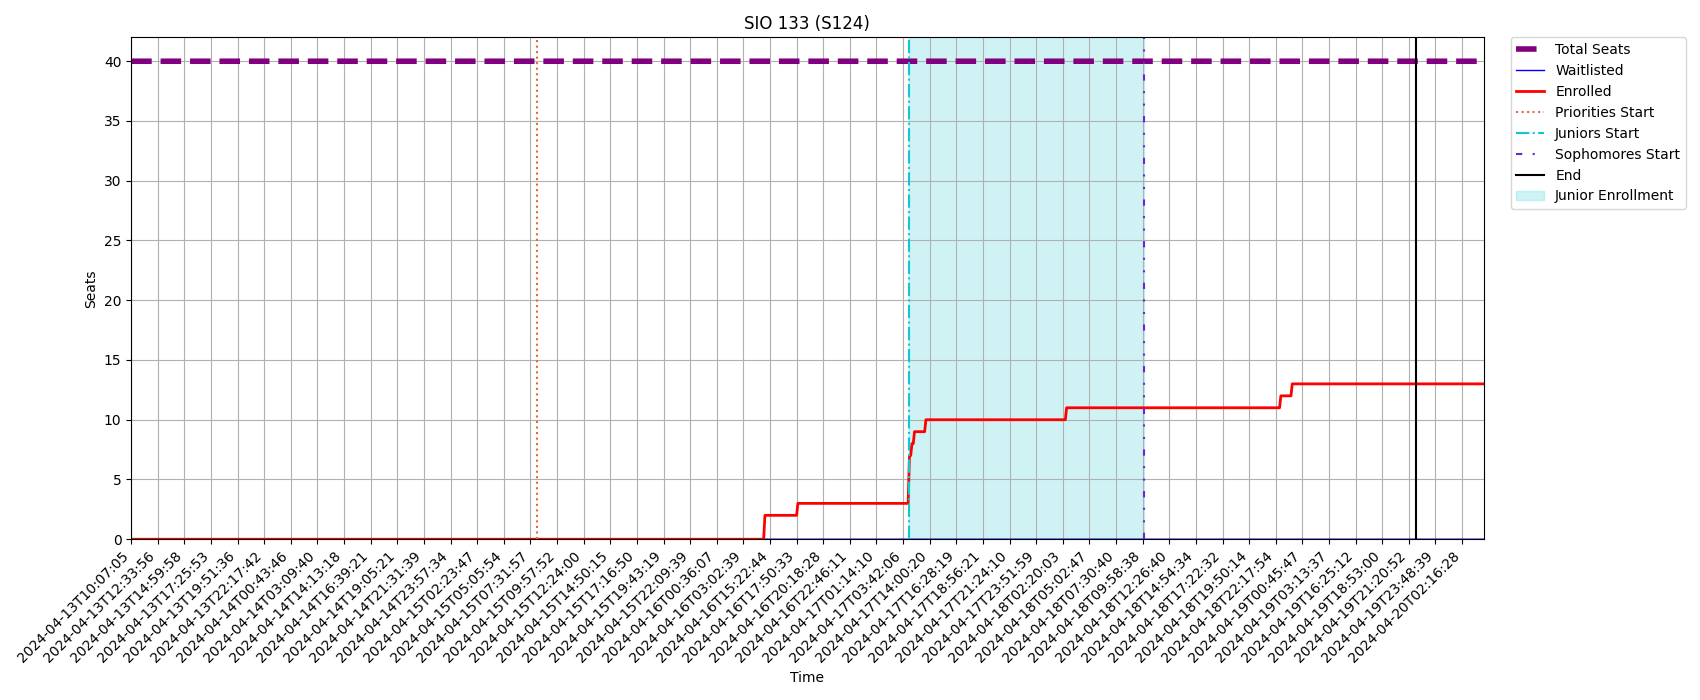 SIO 133 (S124)
Total Seats
Waitlisted
Enrolled
Priorities Start
Juniors Start
Sophomores Start
End
Junior Enrollment
Seats
40
35
30
25
20
15
10
5
0
2024-04-13T10:07:05
2024-04-13T12:33:56
2024-04-13T14:59:58
2024-04-13T17:25:53
2024-04-13T19:51:36
2024-04-13T22:17:42
2024-04-14T00:43:46
2024-04-14T03:09:40
2024-04-14T14:13:18
2024-04-14T16:39:21
2024-04-14T19:05:21
2024-04-14T21:31:39
2024-04-14T23:57:34
2024-04-15T02:23:47
2024-04-15T05:05:54
2024-04-15T07:31:57
2024-04-15T09:57:52
2024-04-15T12:24:00
2024-04-15T14:50:15
2024-04-15T17:16:50
2024-04-15T19:43:19
2024-04-15T22:09:39
2024-04-16T00:36:07
2024-04-16T03:02:39
2024-04-16T15:22:44
2024-04-16T17:50:33
2024-04-16T20:18:28
2024-04-16T22:46:11
2024-04-17T01:14:10
2024-04-17T03:42:06
2024-04-17T14:00:20
2024-04-17T16:28:19
2024-04-17T18:56:21
2024-04-17T21:24:10
2024-04-17T23:51:59
2024-04-18T02:20:03
2024-04-18T05:02:47
2024-04-18T07:30:40
2024-04-18T09:58:38
2024-04-18T12:26:40
2024-04-18T14:54:34
2024-04-18T17:22:32
2024-04-18T19:50:14
2024-04-18T22:17:54
2024-04-19T00:45:47
2024-04-19T03:13:37
2024-04-19T16:25:12
2024-04-19T18:53:00
2024-04-19T21:20:52
2024-04-19T23:48:39
2024-04-20T02:16:28
Time